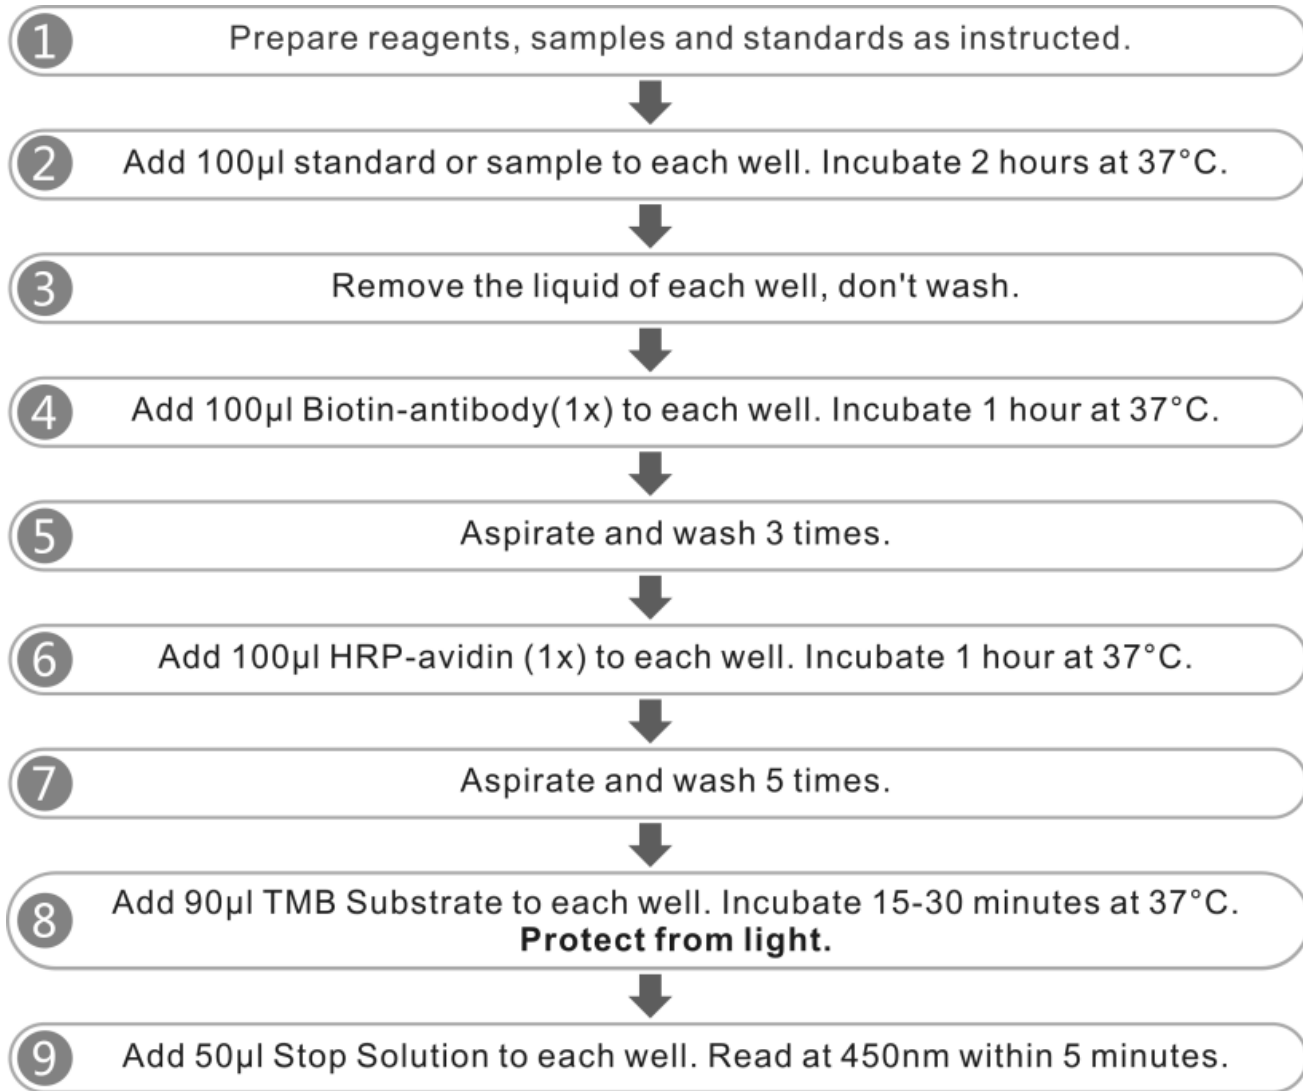 1 Prepare reagents, samples and standards as instructed.
2 Add 100µl standard or sample to each well. Incubate 2 hours at 37°C.
3 Remove the liquid of each well, don't wash.
4 Add 100µl Biotin-antibody(1x) to each well. Incubate 1 hour at 37°C.
5 Aspirate and wash 3 times.
6 Add 100µl HRP-avidin (1x) to each well. Incubate 1 hour at 37°C.
7 Aspirate and wash 5 times.
8 Add 90µl TMB Substrate to each well. Incubate 15-30 minutes at 37°C.
Protect from light.
9 Add 50µl Stop Solution to each well. Read at 450nm within 5 minutes.